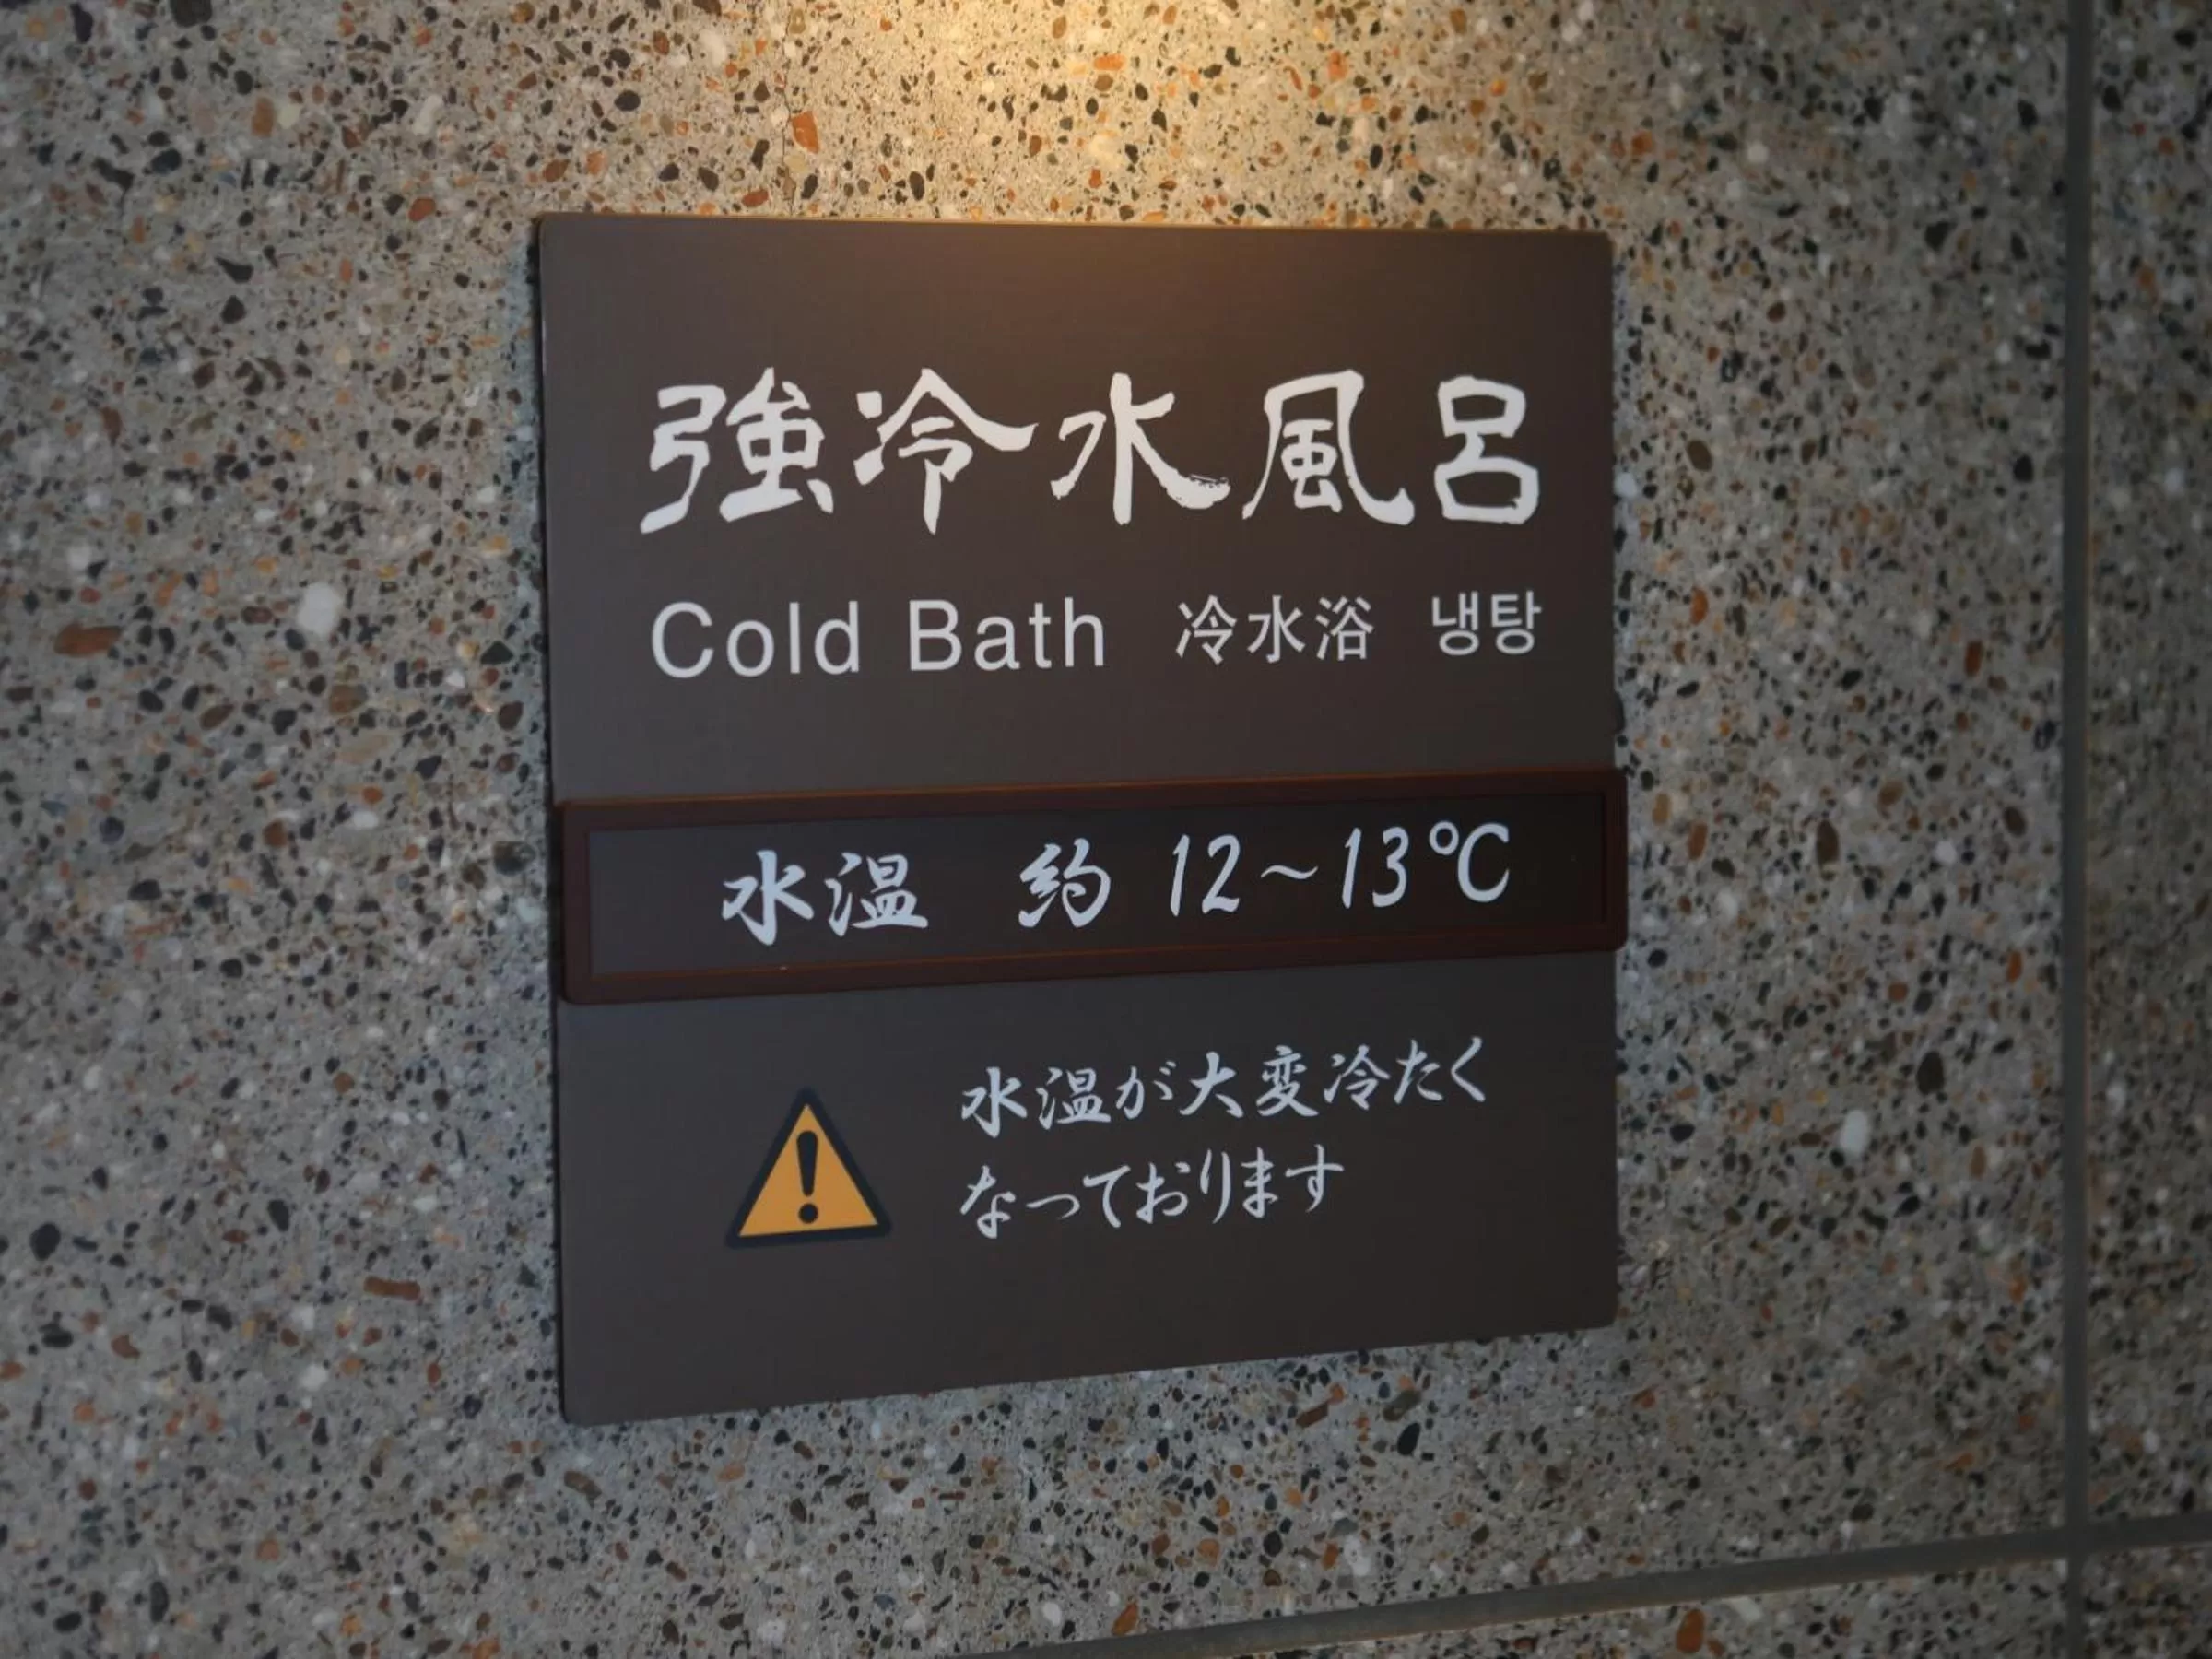 強冷水風呂
Cold Bath 冷水浴 냉탕
水温 約 12～13℃
水温が大変冷たく
なっております